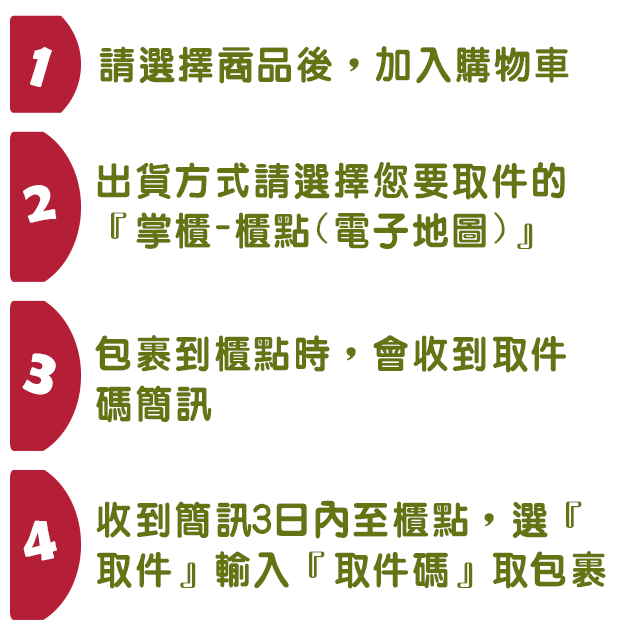 1
請選擇商品後，加入購物車
2
出貨方式請選擇您要取件的
『掌櫃-櫃點(電子地圖)』
3
包裹到櫃點時，會收到取件
碼簡訊
4
收到簡訊3日內至櫃點，選『
取件』輸入『取件碼』取包裹